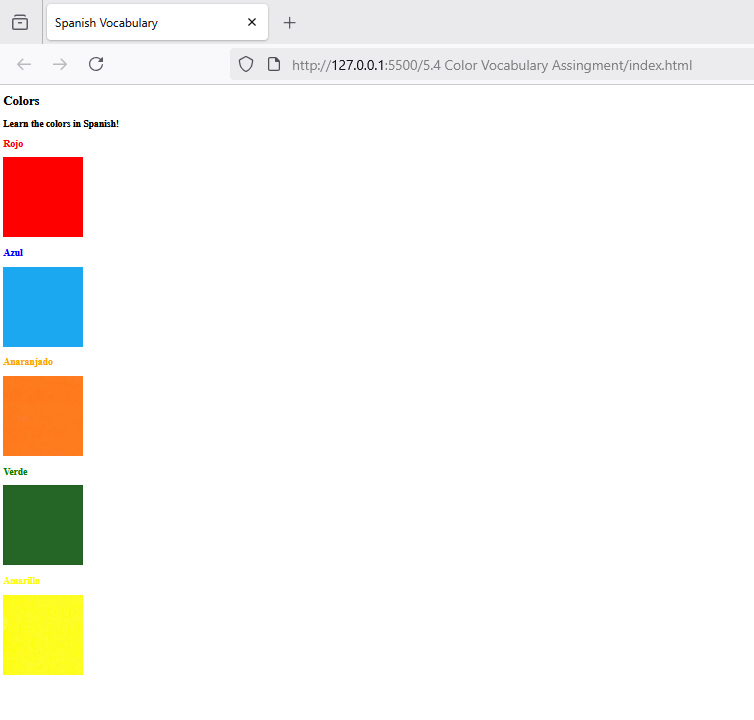 Spanish Vocabulary
http://127.0.0.1:5500/5.4 Color Vocabulary Assingment/index.html
Colors
Learn the colors in Spanish!
Rojo
Azul
Anaranjado
Verde
Amarillo